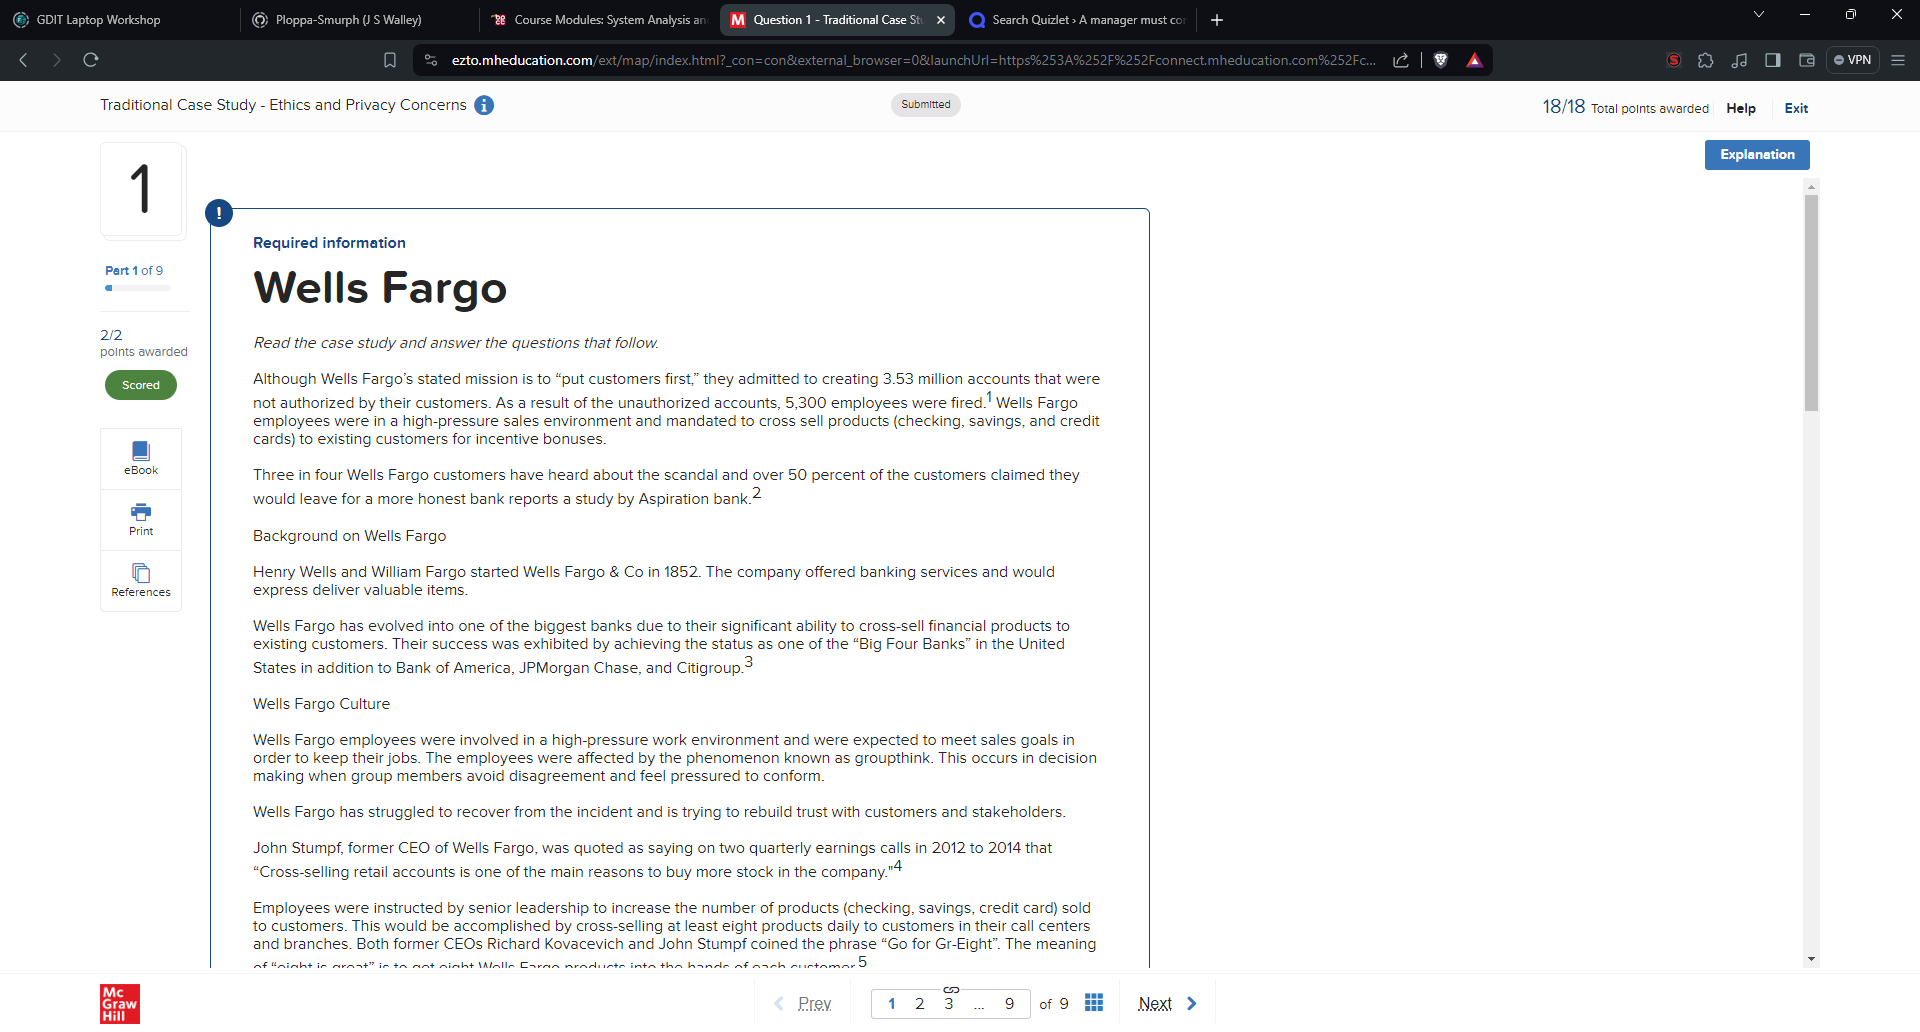 GDIT Laptop Workshop
Ploppa-Smurph (J S Walley)
Course Modules: System Analysis an
Question 1 - Traditional Case St
Search Quizlet › A manager must co
ezto.mheducation.com/ext/map/index.html?_con=con&external_browser=0&launchUrl=https%253A%252F%252Fconnect.mheducation.com%252Fc...
VPN
Traditional Case Study - Ethics and Privacy Concerns
Submitted
18/18 Total points awarded
Help
Exit
Explanation
1
Part 1 of 9
2/2
points awarded
Scored
eBook
Print
References
!
Required information
Wells Fargo
Read the case study and answer the questions that follow.
Although Wells Fargo’s stated mission is to “put customers first,” they admitted to creating 3.53 million accounts that were
not authorized by their customers. As a result of the unauthorized accounts, 5,300 employees were fired.1 Wells Fargo
employees were in a high-pressure sales environment and mandated to cross sell products (checking, savings, and credit
cards) to existing customers for incentive bonuses.
Three in four Wells Fargo customers have heard about the scandal and over 50 percent of the customers claimed they
would leave for a more honest bank reports a study by Aspiration bank.2
Background on Wells Fargo
Henry Wells and William Fargo started Wells Fargo & Co in 1852. The company offered banking services and would
express deliver valuable items.
Wells Fargo has evolved into one of the biggest banks due to their significant ability to cross-sell financial products to
existing customers. Their success was exhibited by achieving the status as one of the “Big Four Banks” in the United
States in addition to Bank of America, JPMorgan Chase, and Citigroup.3
Wells Fargo Culture
Wells Fargo employees were involved in a high-pressure work environment and were expected to meet sales goals in
order to keep their jobs. The employees were affected by the phenomenon known as groupthink. This occurs in decision
making when group members avoid disagreement and feel pressured to conform.
Wells Fargo has struggled to recover from the incident and is trying to rebuild trust with customers and stakeholders.
John Stumpf, former CEO of Wells Fargo, was quoted as saying on two quarterly earnings calls in 2012 to 2014 that
“Cross-selling retail accounts is one of the main reasons to buy more stock in the company."4
Employees were instructed by senior leadership to increase the number of products (checking, savings, credit card) sold
to customers. This would be accomplished by cross-selling at least eight products daily to customers in their call centers
and branches. Both former CEOs Richard Kovacevich and John Stumpf coined the phrase “Go for Gr-Eight”. The meaning
of “eight is great” is to get eight Wells Fargo products into the hands of each customer.5
Mc
Graw
Hill
Prev
1 2 3 ... 9 of 9
Next